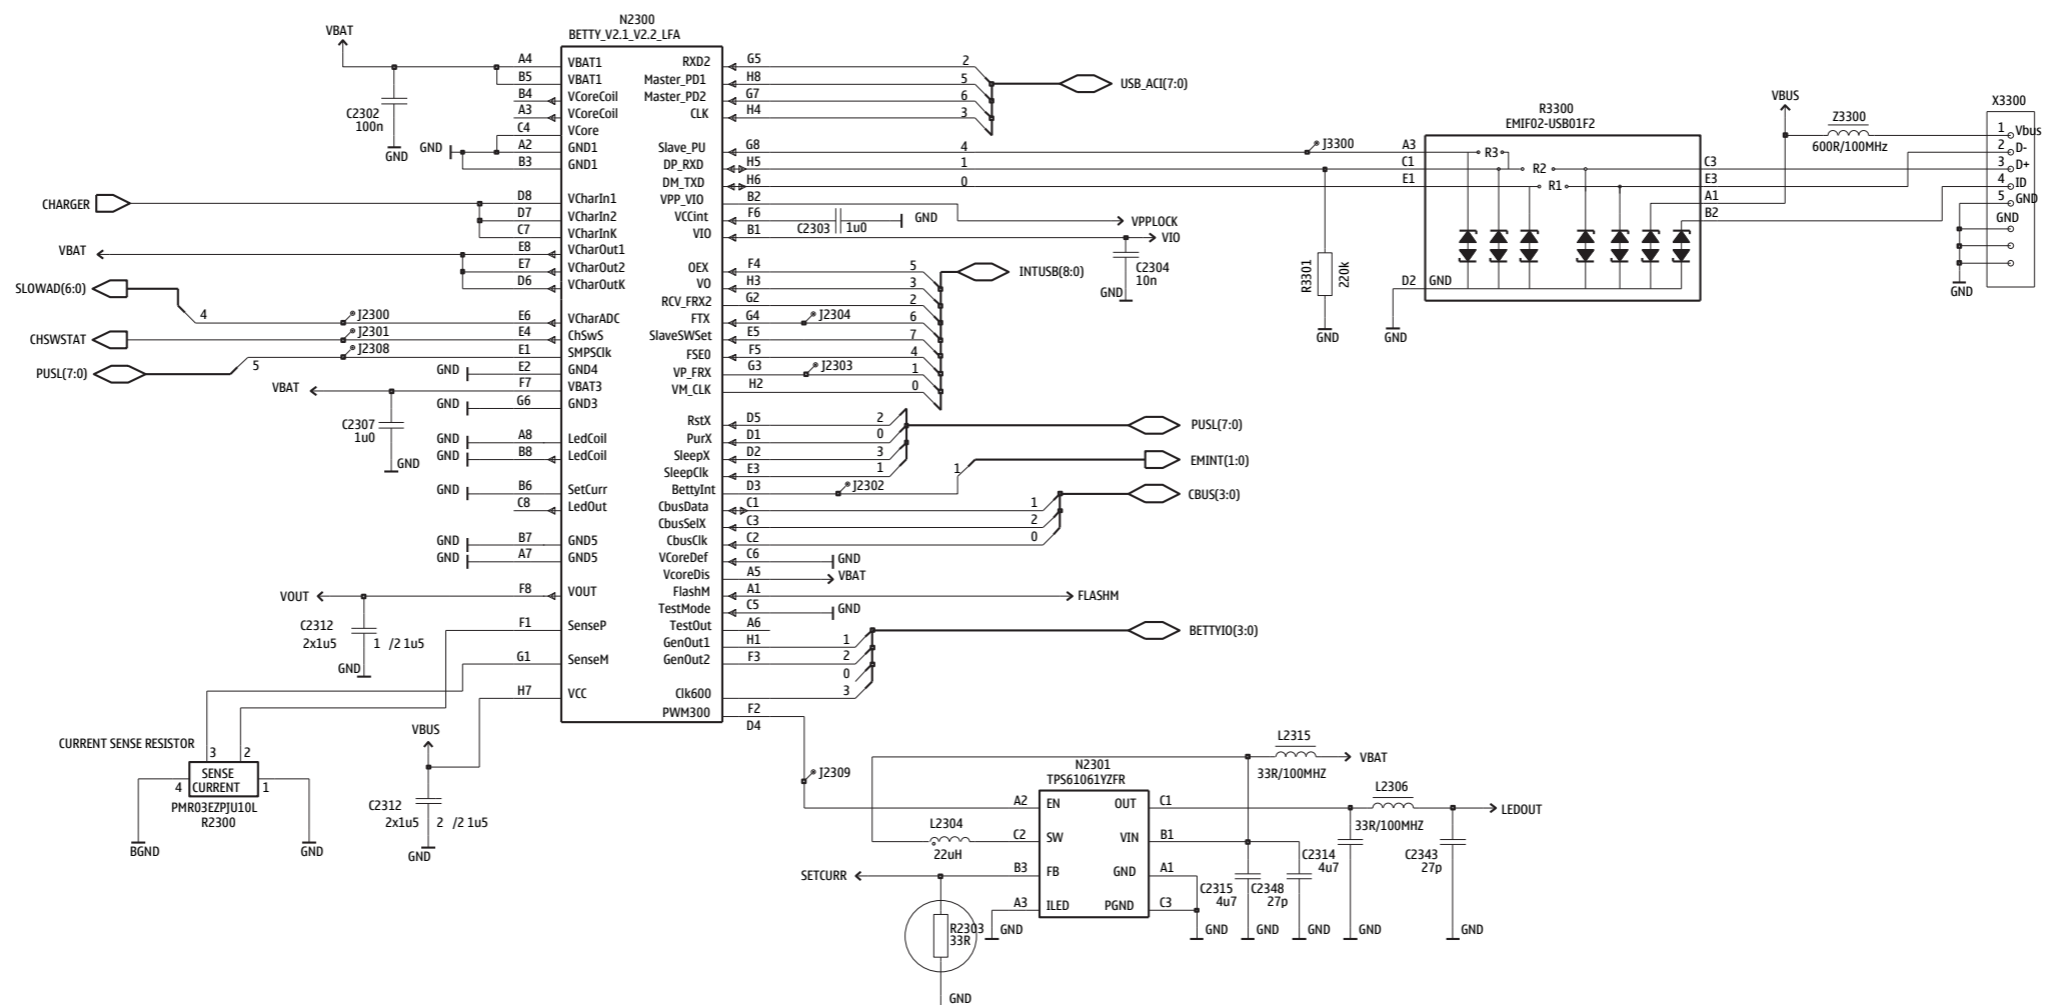 N2300
BETTY_V2.1_V2.2_LFA
VBAT
C2302
100n
GND
GND
A4 VBAT1
B5 VBAT1
B4 VCoreCoil
A3 VCoreCoil
C4 VCore
A2 GND1
B3 GND1
CHARGER
D8 VCharIn1
D7 VCharIn2
C7 VCharInK
VBAT
E8 VCharOut1
E7 VCharOut2
D6 VCharOutK
SLOWAD(6:0)
4 J2300 E6 VCharADC
CHSWSTAT J2301 E4 ChSwS
PUSL(7:0) 5 J2308 E1 SMPSClk
GND E2 GND4
VBAT F7 VBAT3
GND G6 GND3
C2307
1u0
GND
GND A8 LedCoil
GND B8 LedCoil
GND B6 SetCurr
C8 LedOut
GND B7 GND5
GND A7 GND5
VOUT F8 VOUT
C2312
2x1u5 1 /2 1u5
GND
F1 SenseP
G1 SenseM
H7 VCC
VBUS
C2312
2x1u5 2 /2 1u5
GND
CURRENT SENSE RESISTOR
3 2
SENSE
4 CURRENT 1
PMR03EZPJU10L
R2300
BGND
GND
RXD2 G5 2
Master_PD1 H8 5
Master_PD2 G7 6
CLK H4 3
USB_ACI(7:0)
Slave_PU G8 4 J3300
DP_RXD H5 1
DM_TXD H6 0
VPP_VIO B2 VPPLOCK
VCCint F6 C2303 1u0 GND
VIO B1 VIO
C2304
10n
GND
OEX F4 5 INTUSB(8:0)
VO H3 3
RCV_FRX2 G2 2
FTX G4 J2304 6
SlaveSWSet E5 7
FSE0 F5 4
VP_FRX G3 J2303 1
VM_CLK H2 0
RstX D5 2 PUSL(7:0)
PurX D1 0
SleepX D2 3
SleepClk E3 1 EMINT(1:0)
BettyInt D3 J2302 1
CbusData C1 1 CBUS(3:0)
CbusSelX C3 2
CbusClk C2 0
VCoreDef C6 GND
VcoreDis A5 VBAT
FlashM A1 FLASHM
TestMode C5 GND
TestOut A6
GenOut1 H1 1 BETTYIO(3:0)
GenOut2 F3 2
0
Clk600 3
PWM300 F2
D4
J2309
R3300
EMIF02-USB01F2
A3 R3
C1 R2 C3
E1 R1 E3
A1
B2
D2 GND
GND
R3301
220k
GND
VBUS
Z3300
600R/100MHz
X3300
1 Vbus
2 D-
3 D+
4 ID
5 GND
GND
GND
N2301
TPS61061YZFR
A2 EN OUT C1
C2 SW VIN B1
B3 FB GND A1
A3 ILED PGND C3
L2304
22uH
SETCURR
R2303
33R
GND
GND
L2315
33R/100MHZ
VBAT
L2306
33R/100MHZ
LEDOUT
C2315
4u7
C2348
27p
C2314
4u7
C2343
27p
GND
GND
GND
GND
GND